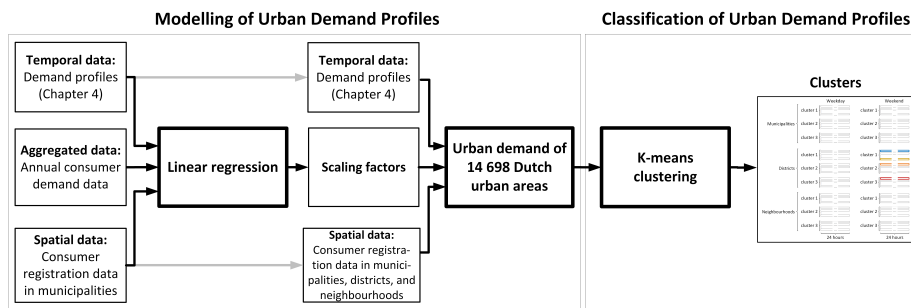 Modelling of Urban Demand Profiles
Classification of Urban Demand Profiles
Temporal data:
Demand profiles
(Chapter 4)
Aggregated data:
Annual consumer
demand data
Spatial data:
Consumer
registration data
in municipalities
Linear regression
Temporal data:
Demand profiles
(Chapter 4)
Scaling factors
Spatial data:
Consumer registra-
tion data in munici-
palities, districts, and
neighbourhoods
Urban demand of
14 698 Dutch
urban areas
K-means
clustering
Clusters
Weekday
Weekend
Municipalities
cluster 1
cluster 2
cluster 3
cluster 1
cluster 2
cluster 3
Districts
cluster 1
cluster 2
cluster 3
cluster 1
cluster 2
cluster 3
Neighbourhoods
cluster 1
cluster 2
cluster 3
cluster 1
cluster 2
cluster 3
24 hours
24 hours